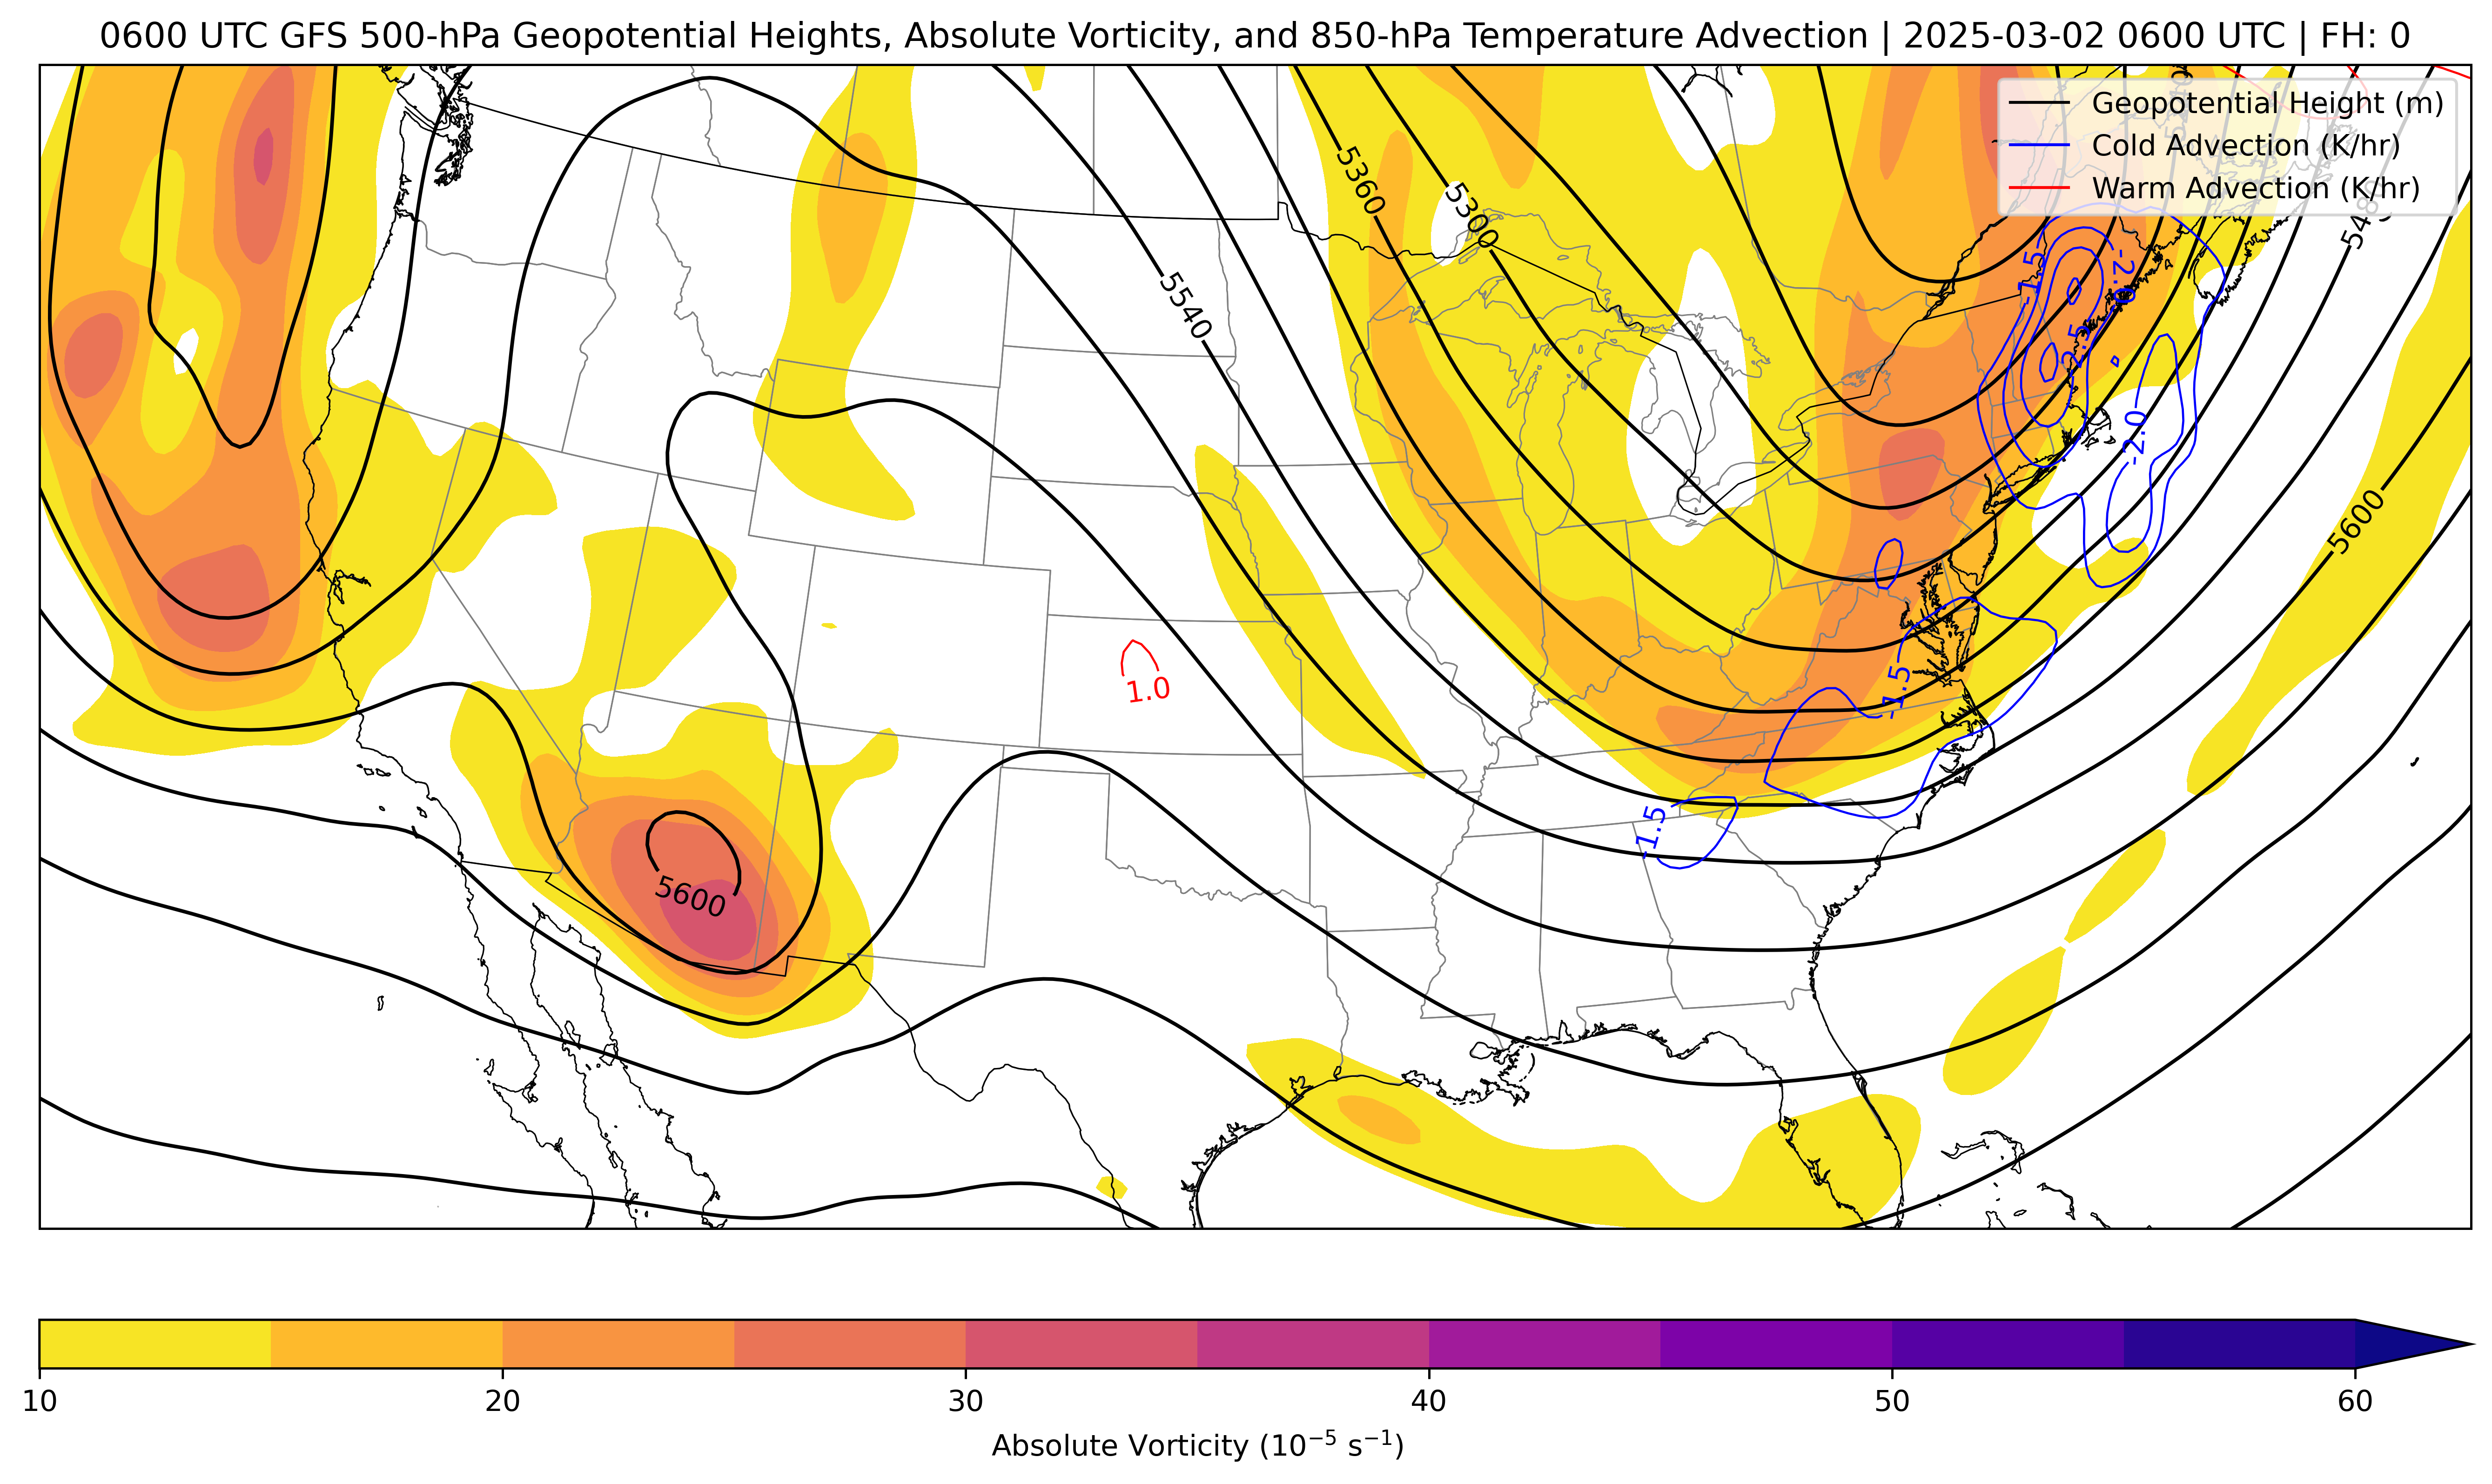 0600 UTC GFS 500-hPa Geopotential Heights, Absolute Vorticity, and 850-hPa Temperature Advection | 2025-03-02 0600 UTC | FH: 0
Geopotential Height (m)
Cold Advection (K/hr)
Warm Advection (K/hr)
5360
5300
5540
-1.5
-2.0
-2.5
-2.0
5600
1.0
-1.5
-1.5
5600
10 20 30 40 50 60
Absolute Vorticity (10⁻⁵ s⁻¹)